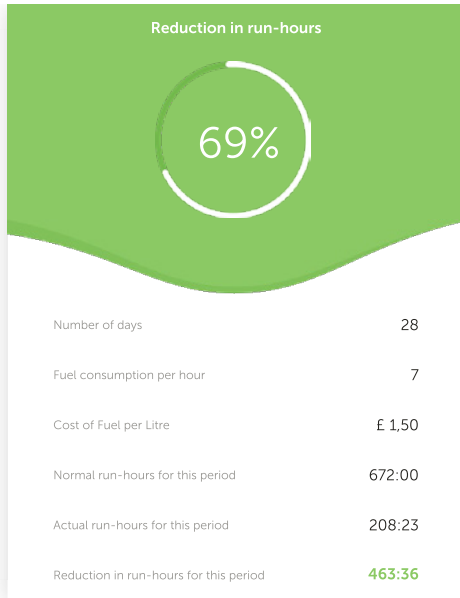 Reduction in run-hours
69%
Number of days 28
Fuel consumption per hour 7
Cost of Fuel per Litre £ 1,50
Normal run-hours for this period 672:00
Actual run-hours for this period 208:23
Reduction in run-hours for this period 463:36